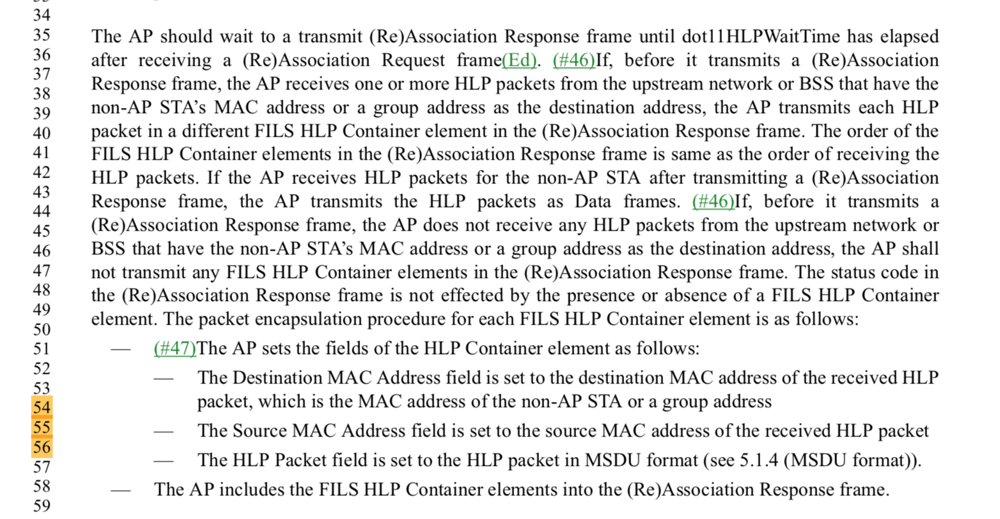 34
35 The AP should wait to a transmit (Re)Association Response frame until dot11HLPWaitTime has elapsed
36 after receiving a (Re)Association Request frame(Ed). (#46)If, before it transmits a (Re)Association
37
38 Response frame, the AP receives one or more HLP packets from the upstream network or BSS that have the
39 non-AP STA’s MAC address or a group address as the destination address, the AP transmits each HLP
40 packet in a different FILS HLP Container element in the (Re)Association Response frame. The order of the
41 FILS HLP Container elements in the (Re)Association Response frame is same as the order of receiving the
42 HLP packets. If the AP receives HLP packets for the non-AP STA after transmitting a (Re)Association
43
44 Response frame, the AP transmits the HLP packets as Data frames. (#46)If, before it transmits a
45 (Re)Association Response frame, the AP does not receive any HLP packets from the upstream network or
46 BSS that have the non-AP STA’s MAC address or a group address as the destination address, the AP shall
47 not transmit any FILS HLP Container elements in the (Re)Association Response frame. The status code in
48 the (Re)Association Response frame is not effected by the presence or absence of a FILS HLP Container
49 element. The packet encapsulation procedure for each FILS HLP Container element is as follows:
50
51 — (#47)The AP sets the fields of the HLP Container element as follows:
52
53 — The Destination MAC Address field is set to the destination MAC address of the received HLP
54 packet, which is the MAC address of the non-AP STA or a group address
55 — The Source MAC Address field is set to the source MAC address of the received HLP packet
56
57 — The HLP Packet field is set to the HLP packet in MSDU format (see 5.1.4 (MSDU format)).
58 — The AP includes the FILS HLP Container elements into the (Re)Association Response frame.
59